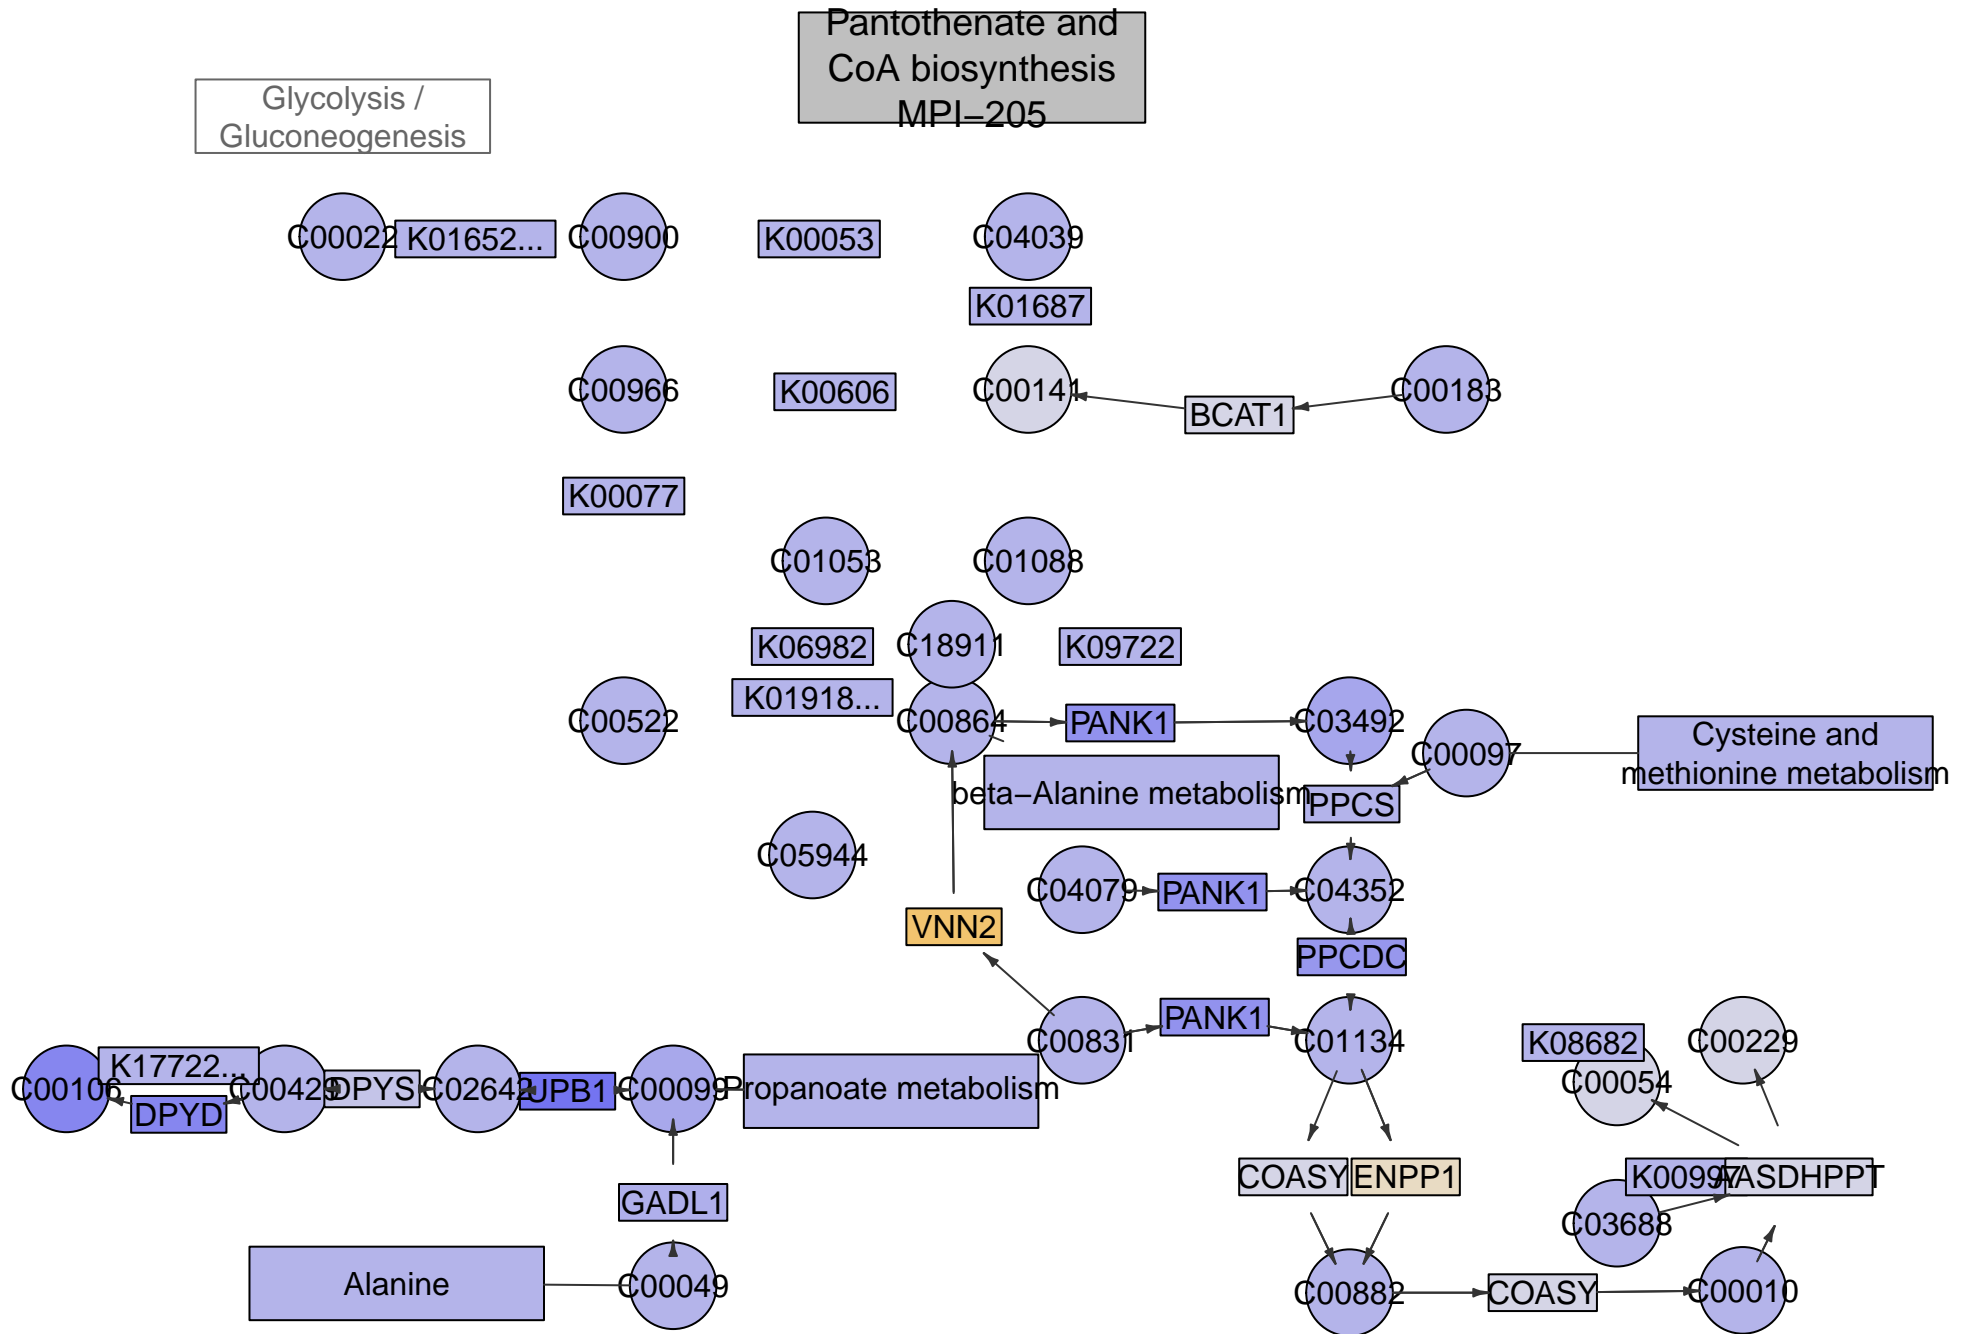 Pantothenate and
CoA biosynthesis
MPI−205
Glycolysis /
Gluconeogenesis
C00022
K01652...
C00900
K00053
C04039
K01687
C00966
K00606
C00141
BCAT1
C00183
K00077
C01053
C01088
K06982
C18911
K09722
K01918...
C00522
C00864
PANK1
C03492
C00097
Cysteine and
methionine metabolism
beta−Alanine metabolism
PPCS
C05944
C04079
PANK1
C04352
VNN2
PPCDC
C00831
PANK1
C01134
K08682
C00229
C00054
C00106
K17722...
DPYD
C00429
DPYS
C02642
UPB1
C00099
Propanoate metabolism
COASY
ENPP1
K00997
AASDHPPT
GADL1
C03688
Alanine
C00049
C00882
COASY
C00010